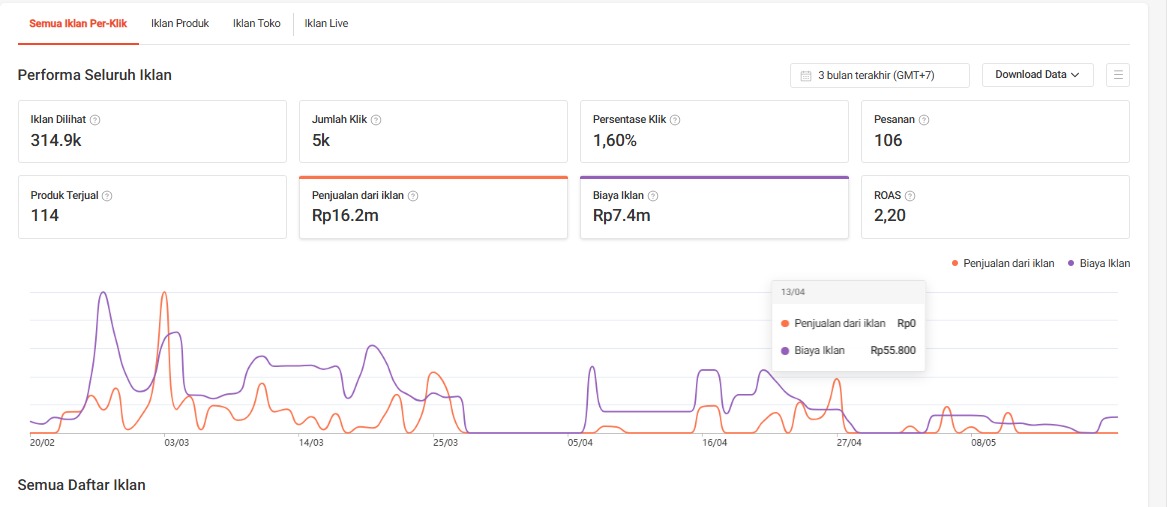 Semua Iklan Per-Klik Iklan Produk Iklan Toko Iklan Live
Performa Seluruh Iklan 3 bulan terakhir (GMT+7) Download Data
Iklan Dilihat ? Jumlah Klik ? Persentase Klik ? Pesanan ?
314.9k 5k 1,60% 106
Produk Terjual ? Penjualan dari iklan ? Biaya Iklan ? ROAS ?
114 Rp16.2m Rp7.4m 2,20
Penjualan dari iklan Biaya Iklan
13/04
Penjualan dari iklan Rp0
Biaya Iklan Rp55.800
20/02 03/03 14/03 25/03 05/04 16/04 27/04 08/05
Semua Daftar Iklan